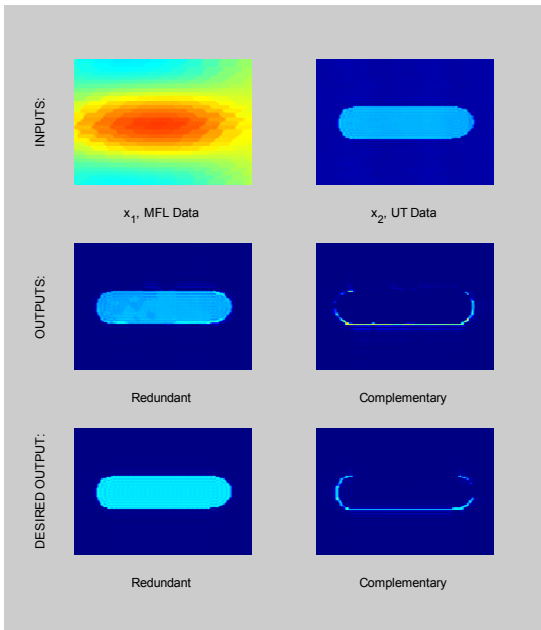 INPUTS:
x1, MFL Data
x2, UT Data
OUTPUTS:
Redundant
Complementary
DESIRED OUTPUT:
Redundant
Complementary